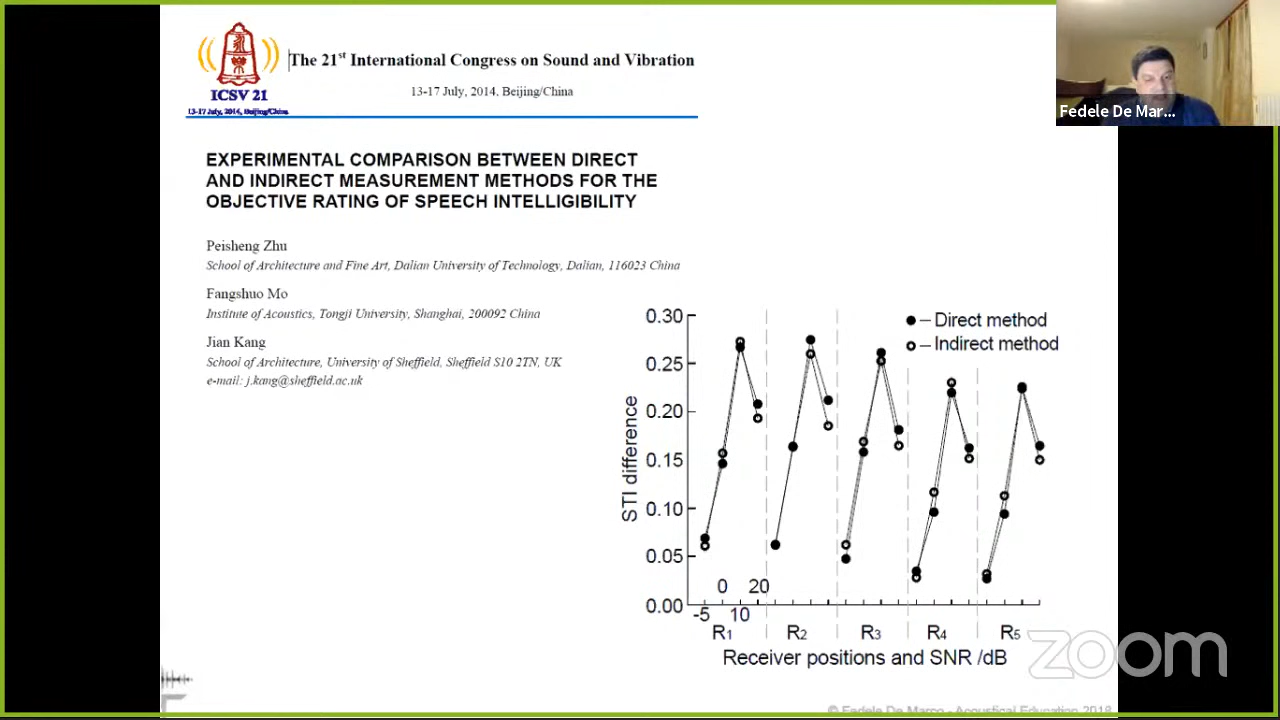 The 21st International Congress on Sound and Vibration
ICSV 21
13-17 July, 2014, Beijing/China
13-17 July, 2014, Beijing/China
Fedele De Mar...
EXPERIMENTAL COMPARISON BETWEEN DIRECT
AND INDIRECT MEASUREMENT METHODS FOR THE
OBJECTIVE RATING OF SPEECH INTELLIGIBILITY
Peisheng Zhu
School of Architecture and Fine Art, Dalian University of Technology, Dalian, 116023 China
Fangshuo Mo
Institute of Acoustics, Tongji University, Shanghai, 200092 China
Jian Kang
School of Architecture, University of Sheffield, Sheffield S10 2TN, UK
e-mail: j.kang@sheffield.ac.uk
Direct method
Indirect method
STI difference
0.30
0.25
0.20
0.15
0.10
0.05
0.00
0 20
-5 10
R1 R2 R3 R4 R5
Receiver positions and SNR /dB
zoom
© Fedele De Marco - Acoustical Education 2018